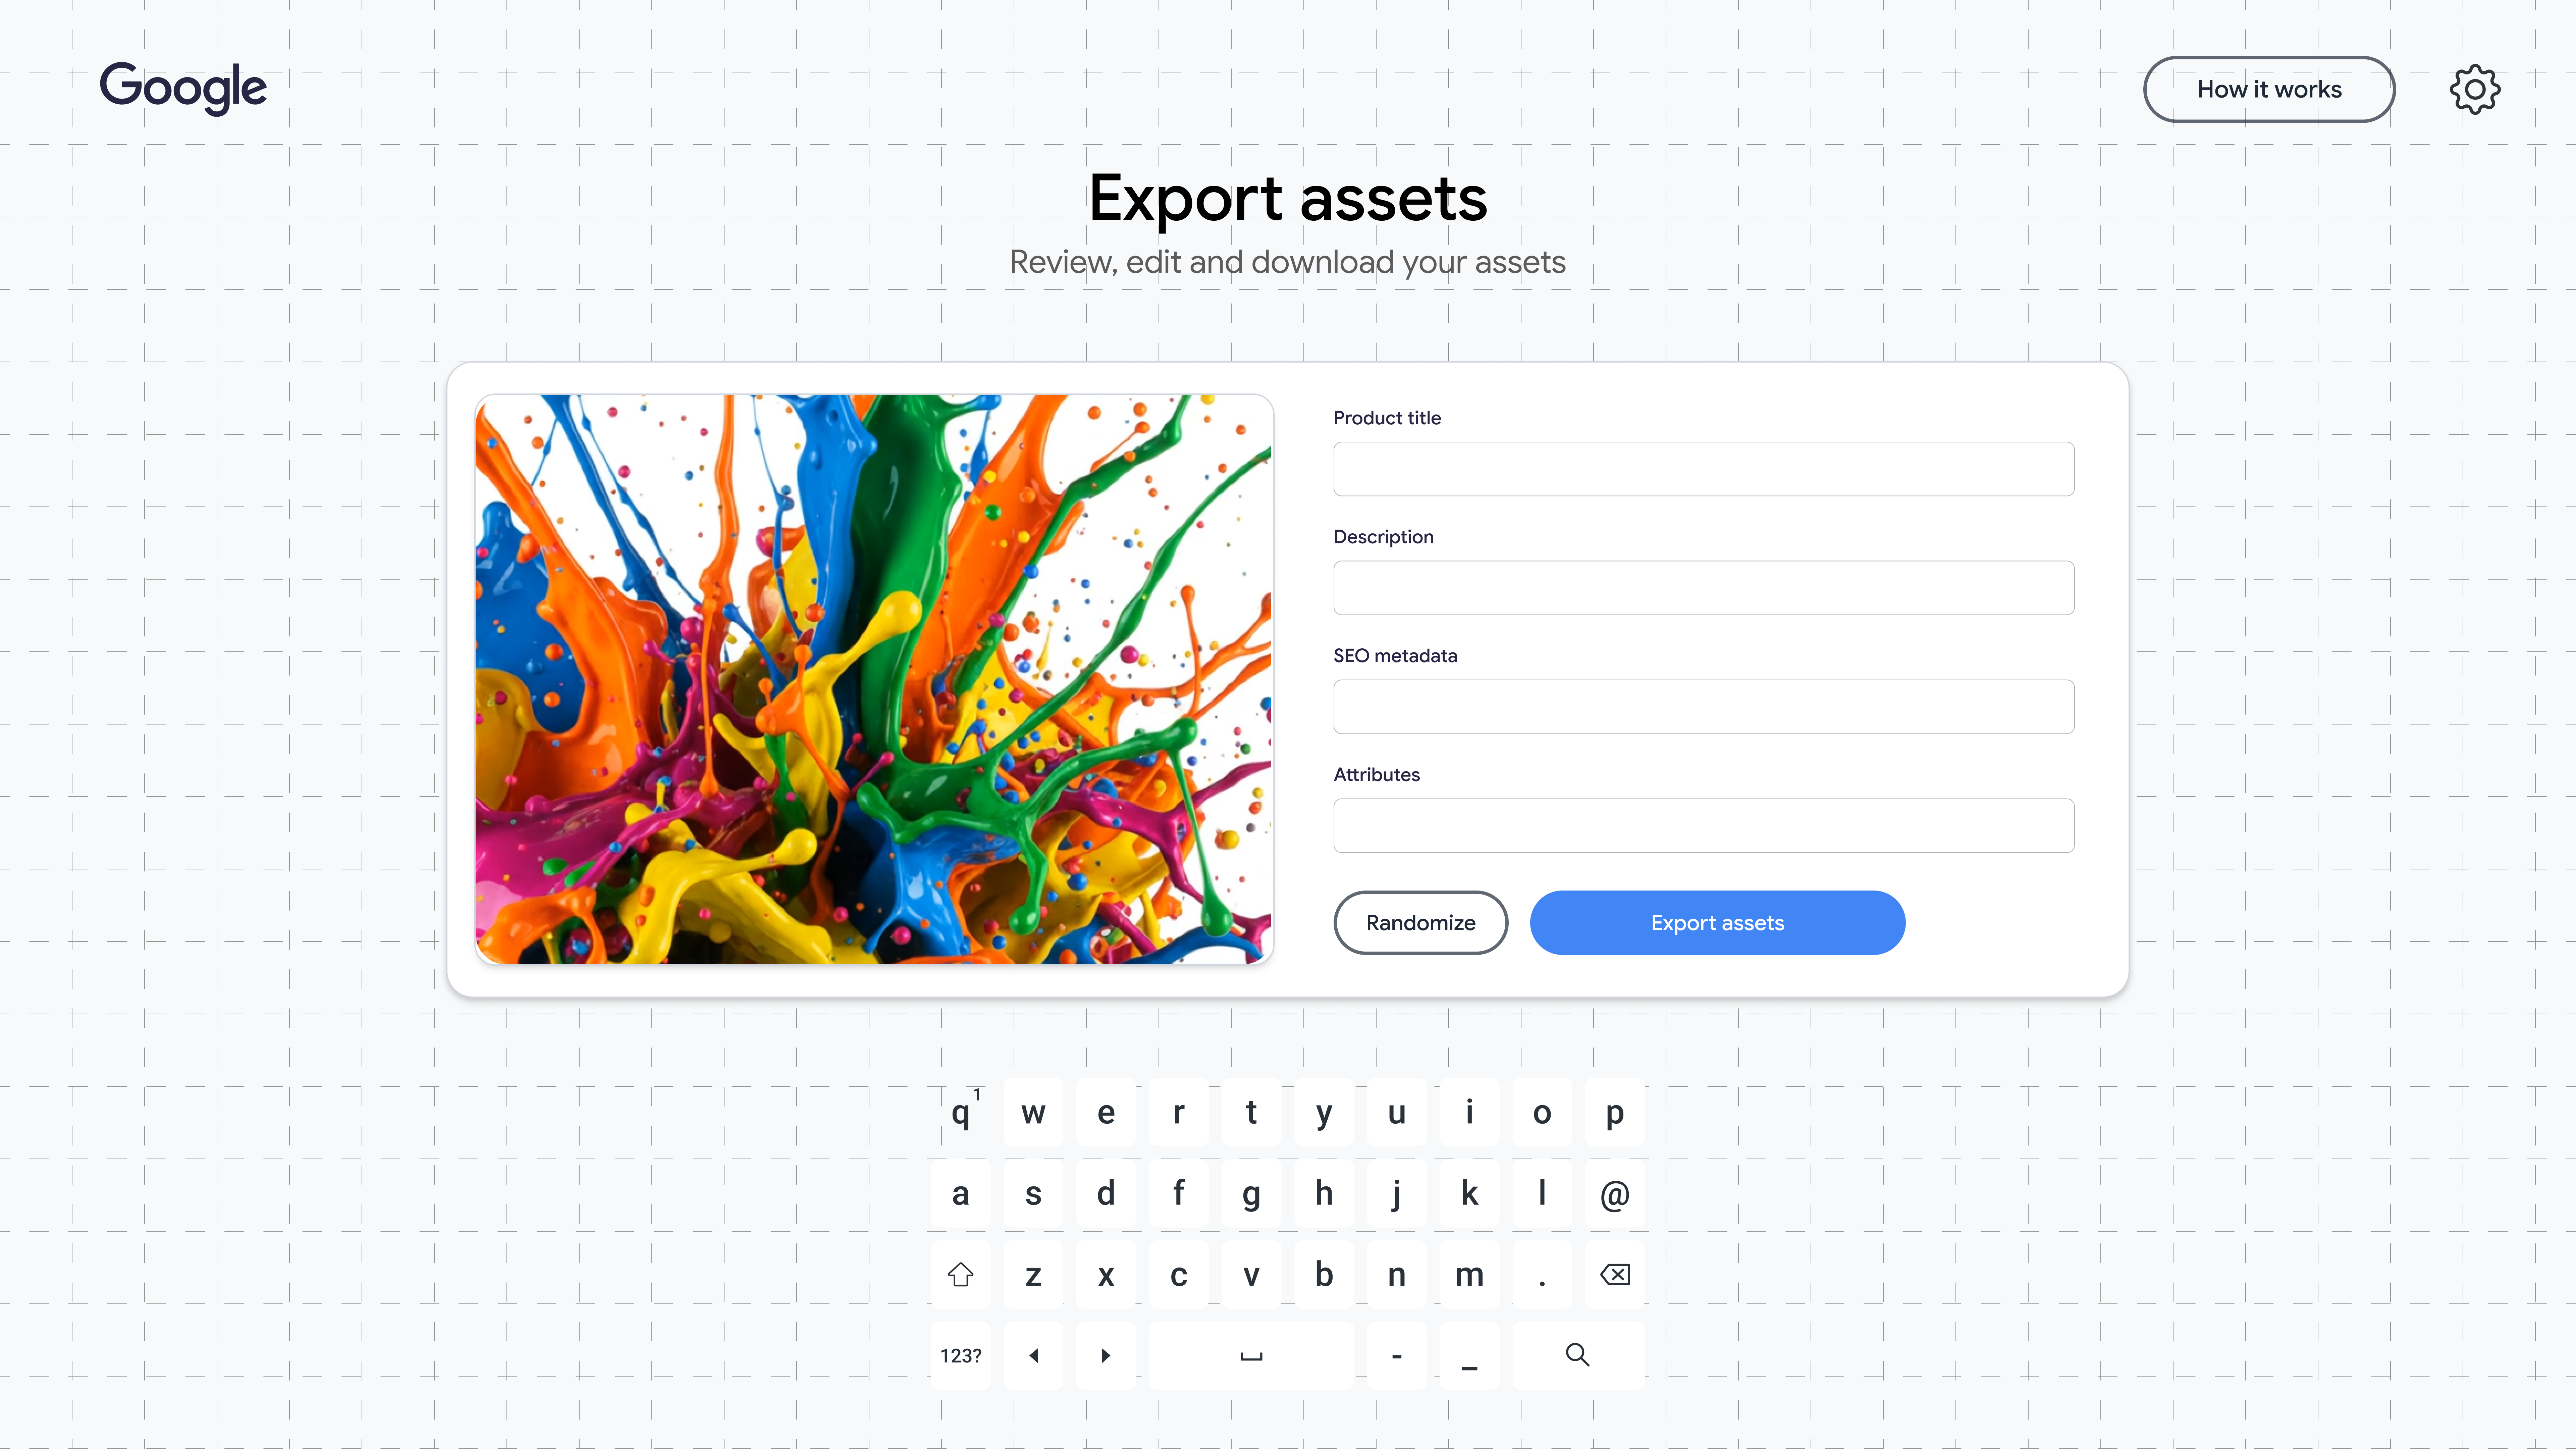 Google
How it works
Export assets
Review, edit and download your assets
Product title
Description
SEO metadata
Attributes
Randomize
Export assets
q 1 w e r t y u i o p
a s d f g h j k l @
z x c v b n m .
123? - _